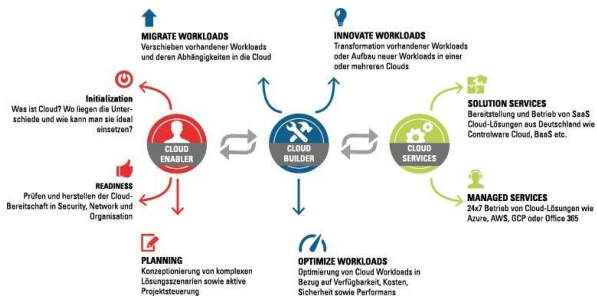 MIGRATE WORKLOADS
Verschieben vorhandener Workloads
und deren Abhängigkeiten in die Cloud
INNOVATE WORKLOADS
Transformation vorhandener Workloads
oder Aufbau neuer Workloads in einer
oder mehreren Clouds
Initialization
Was ist Cloud? Wo liegen die Unter-
schiede und wie kann man sie ideal
einsetzen?
CLOUD
ENABLER
CLOUD
BUILDER
CLOUD
SERVICES
SOLUTION SERVICES
Bereitstellung und Betrieb von SaaS
Cloud-Lösungen aus Deutschland wie
Controlware Cloud, BaaS etc.
READINESS
Prüfen und herstellen der Cloud-
Bereitschaft in Security, Network und
Organisation
MANAGED SERVICES
24x7 Betrieb von Cloud-Lösungen wie
Azure, AWS, GCP oder Office 365
PLANNING
Konzeptionierung von komplexen
Lösungsszenarien sowie aktive
Projektsteuerung
OPTIMIZE WORKLOADS
Optimierung von Cloud Workloads in
Bezug auf Verfügbarkeit, Kosten,
Sicherheit sowie Performans